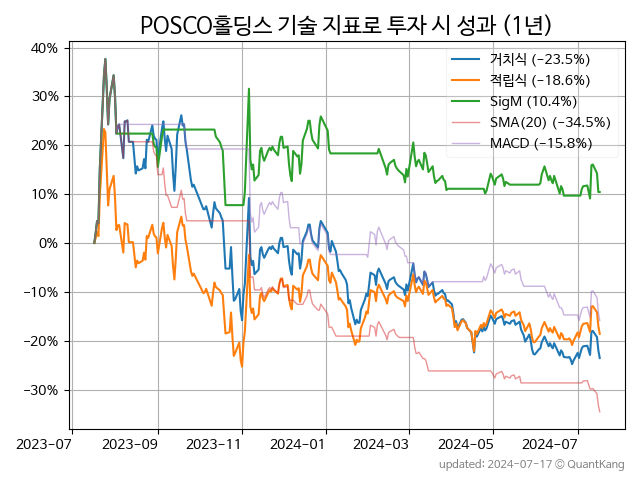 POSCO홀딩스 기술 지표로 투자 시 성과 (1년)
40%
30%
20%
10%
0%
−10%
−20%
−30%
거치식 (−23.5%)
적립식 (−18.6%)
SigM (10.4%)
SMA(20) (−34.5%)
MACD (−15.8%)
2023-07 2023-09 2023-11 2024-01 2024-03 2024-05 2024-07
updated: 2024-07-17 © QuantKang